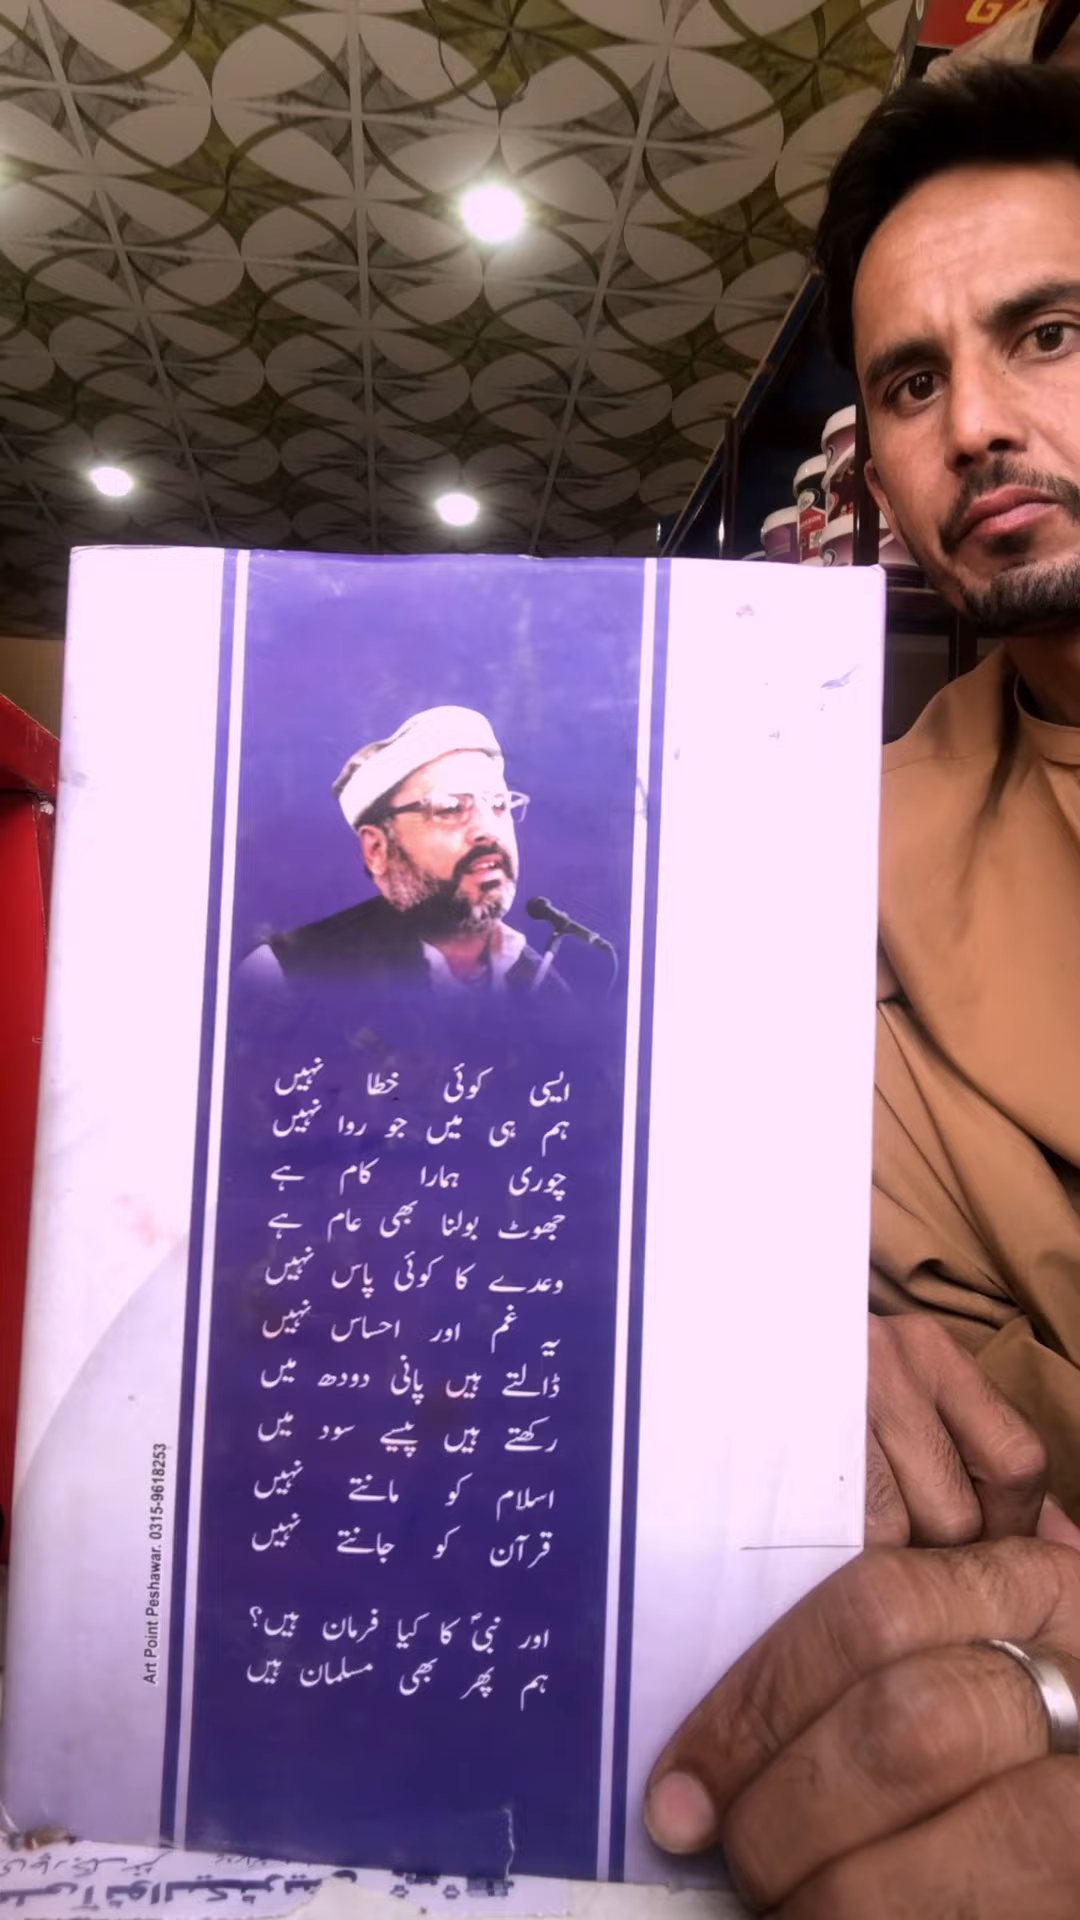 ایسی کوئی خطا نہیں
ہم ہی میں جو روا نہیں
چوری ہمارا کام ہے
جھوٹ بولنا بھی عام ہے
وعدے کا کوئی پاس نہیں
یہ غم اور احساس نہیں
ڈالتے ہیں پانی دودھ میں
رکھتے ہیں پیسے سود میں
اسلام کو مانتے نہیں
قرآن کو جانتے نہیں
اور نبیؐ کا کیا فرمان ہیں؟
ہم پھر بھی مسلمان ہیں
Art Point Peshawar. 0315-9618253